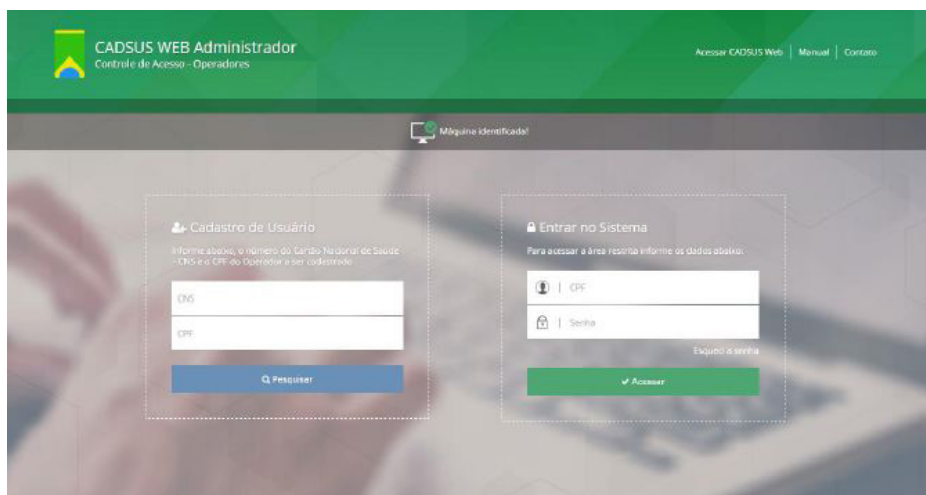 CADSUS WEB Administrador
Controle de Acesso - Operadores
Acessar CADSUS Web | Manual | Contato
Máquina identificada!
Cadastro de Usuário
Informe abaixo, o número do Cartão Nacional de Saúde
- CNS e o CPF do Operador a ser cadastrado
CNS
CPF
Pesquisar
Entrar no Sistema
Para acessar a área restrita informe os dados abaixo:
CPF
Senha
Esqueci a senha
Acessar